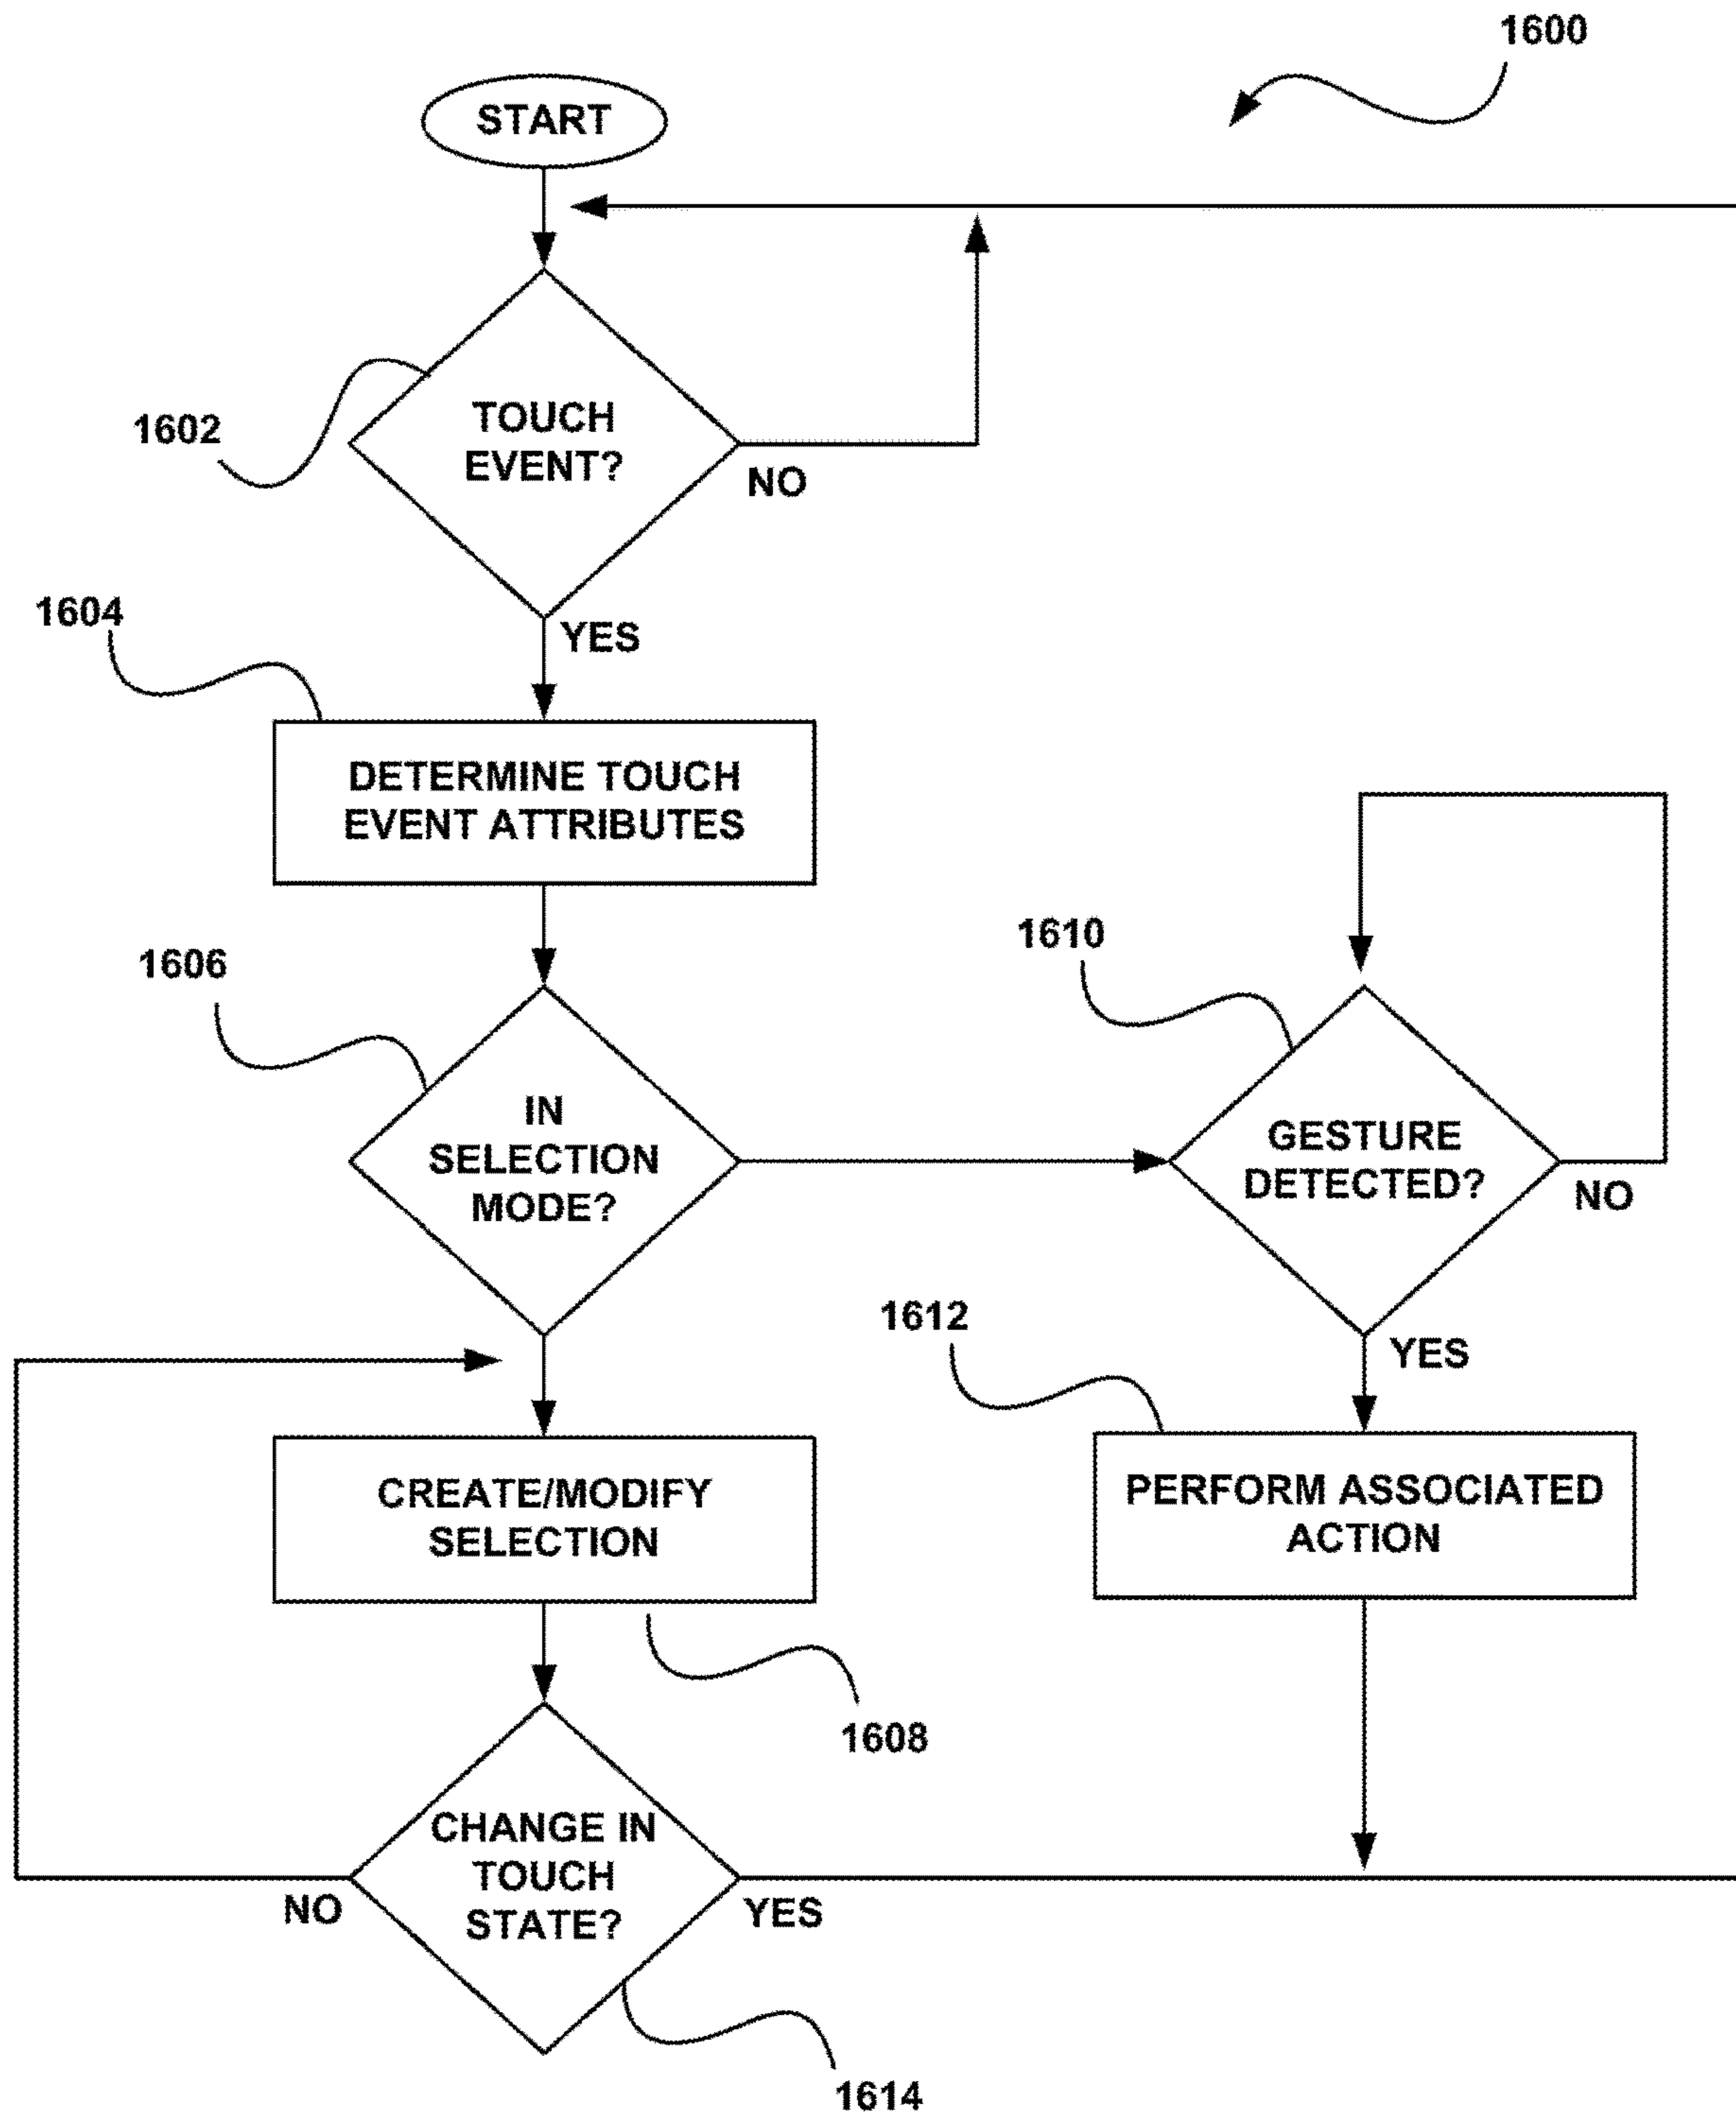 1600
START
1602
TOUCH
EVENT?
NO
YES
1604
DETERMINE TOUCH
EVENT ATTRIBUTES
1606
IN
SELECTION
MODE?
1610
GESTURE
DETECTED?
NO
YES
1612
PERFORM ASSOCIATED
ACTION
CREATE/MODIFY
SELECTION
1608
CHANGE IN
TOUCH
STATE?
NO
YES
1614